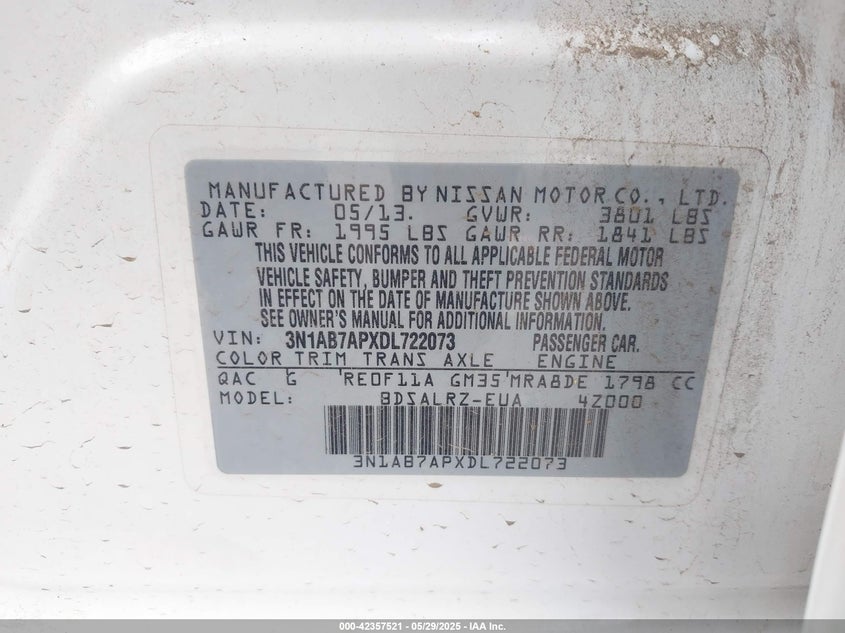 MANUFACTURED BY NISSAN MOTOR CO., LTD.
DATE: 05/13. GVWR: 3801 LBS
GAWR FR: 1995 LBS GAWR RR: 1841 LBS
THIS VEHICLE CONFORMS TO ALL APPLICABLE FEDERAL MOTOR
VEHICLE SAFETY, BUMPER AND THEFT PREVENTION STANDARDS
IN EFFECT ON THE DATE OF MANUFACTURE SHOWN ABOVE.
SEE OWNER'S MANUAL FOR ADDITIONAL INFORMATION.
VIN: 3N1AB7APXDL722073 PASSENGER CAR.
COLOR TRIM TRANS AXLE ENGINE
QAC G RE0F11A GM35 MRA8DE 1798 CC
MODEL: BDSALRZ-EUA 4Z000
3N1AB7APXDL722073
000-42357521 | 05/29/2025 - IAA Inc.